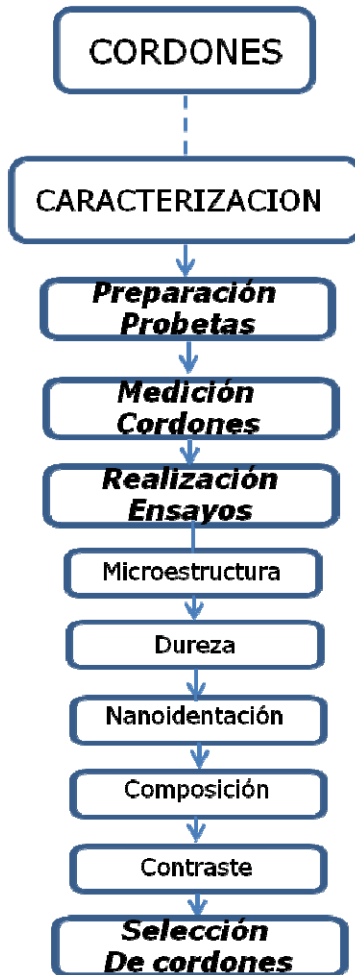 CORDONES
CARACTERIZACION
Preparación
Probetas
Medición
Cordones
Realización
Ensayos
Microestructura
Dureza
Nanoidentación
Composición
Contraste
Selección
De cordones